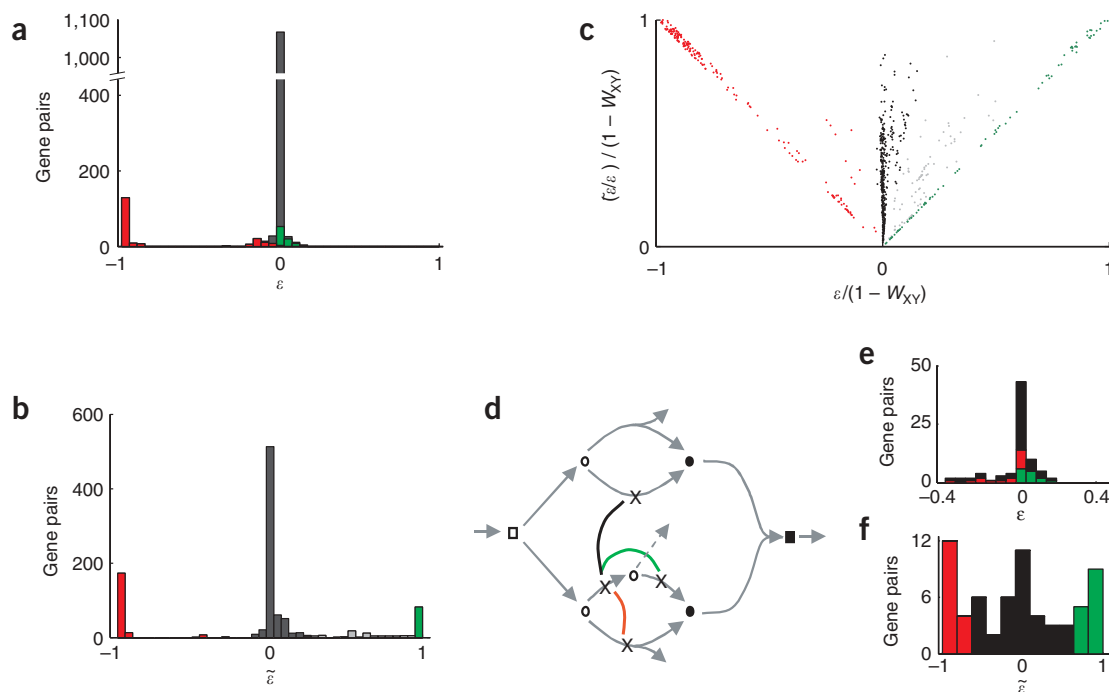 a
1,100
1,000
400
200
0
Gene pairs
–1
0
1
ε
c
1
0
(ε̃/ε ) / (1 – W_XY)
–1
0
1
ε/(1 – W_XY)
b
600
400
200
0
Gene pairs
–1
0
1
ε̃
d
X
X
X
X
e
50
25
0
Gene pairs
–0.4
0
0.4
ε
f
12
6
0
Gene pairs
–1
0
1
ε̃